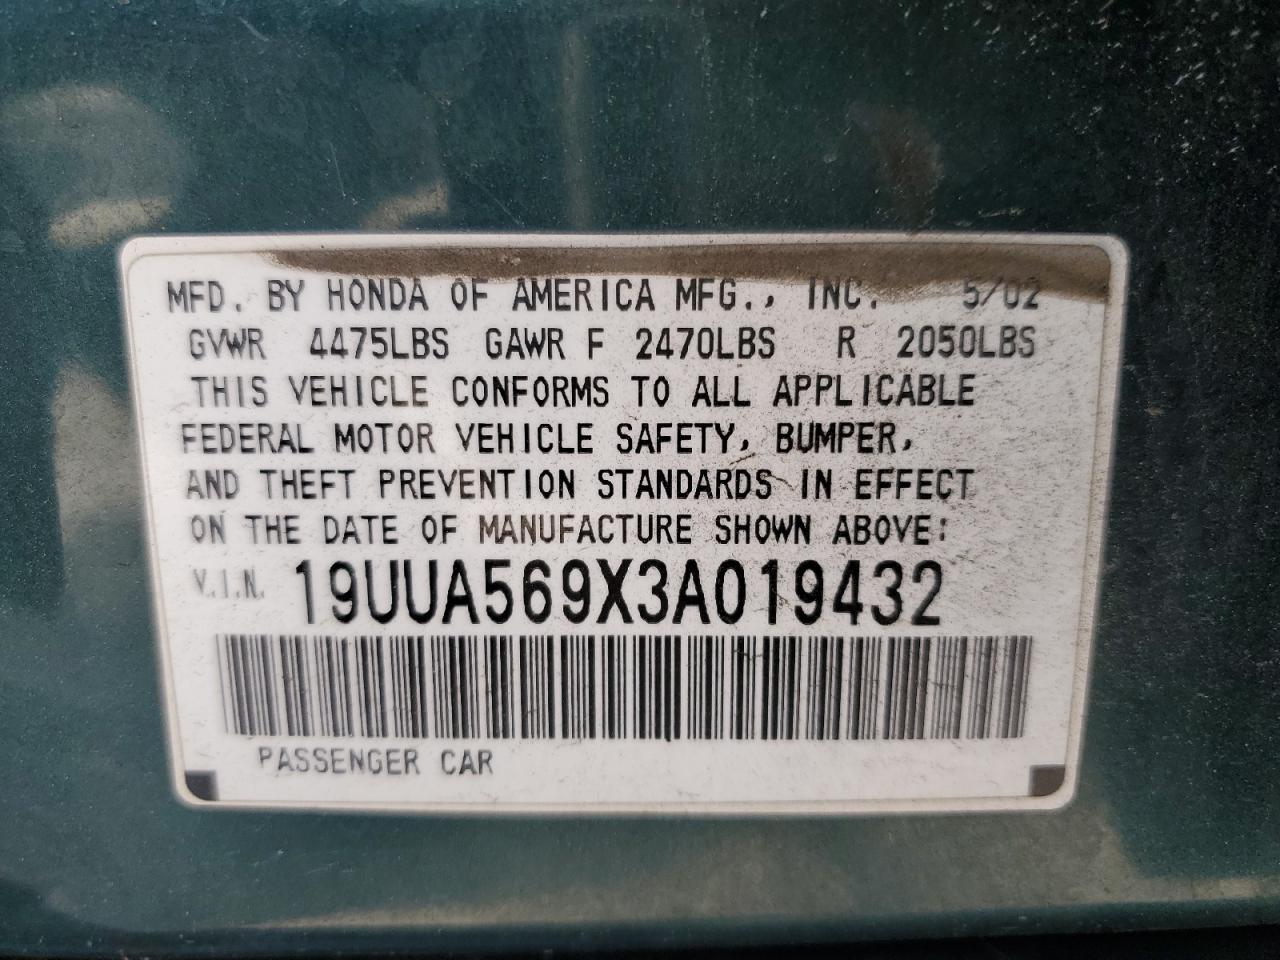 MFD. BY HONDA OF AMERICA MFG., INC. 5/02
GVWR 4475LBS GAWR F 2470LBS R 2050LBS
THIS VEHICLE CONFORMS TO ALL APPLICABLE
FEDERAL MOTOR VEHICLE SAFETY, BUMPER,
AND THEFT PREVENTION STANDARDS IN EFFECT
ON THE DATE OF MANUFACTURE SHOWN ABOVE:
V.I.N. 19UUA569X3A019432
PASSENGER CAR